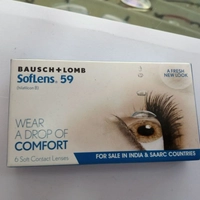 BAUSCH + LOMB
SofLens. 59
(hilafilcon B)
A FRESH
NEW LOOK
WEAR
A DROP OF
COMFORT
6 Soft Contact Lenses
FOR SALE IN INDIA & SAARC COUNTRIES